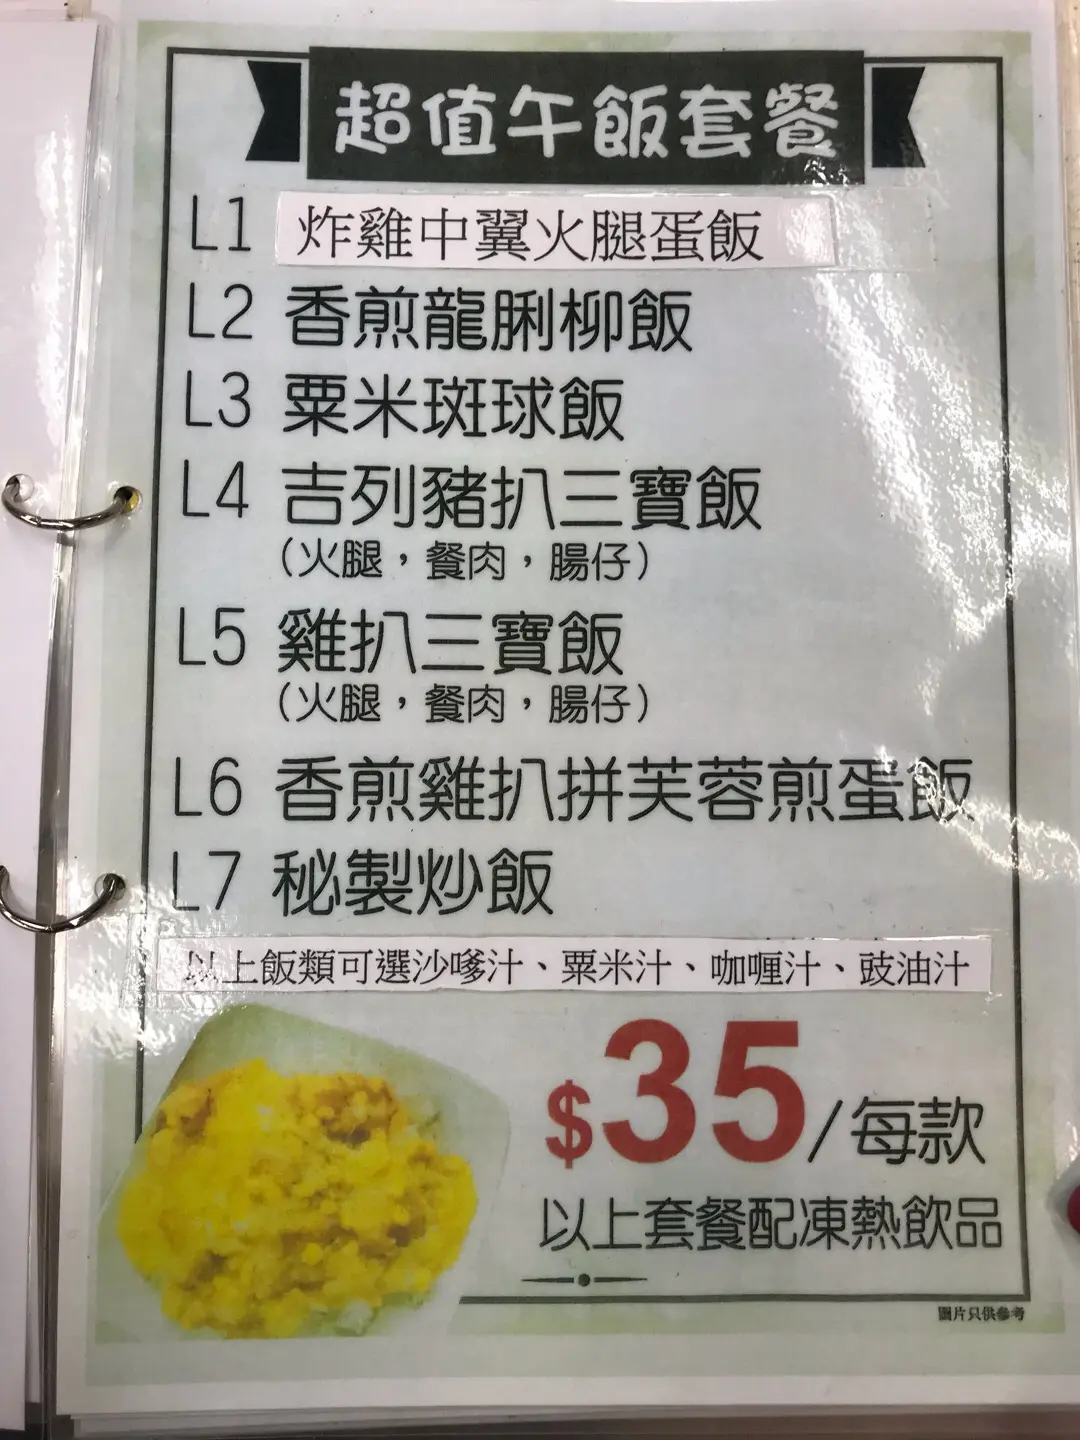 超值午飯套餐
L1 炸雞中翼火腿蛋飯
L2 香煎龍脷柳飯
L3 粟米斑球飯
L4 吉列豬扒三寶飯
（火腿，餐肉，腸仔）
L5 雞扒三寶飯
（火腿，餐肉，腸仔）
L6 香煎雞扒拼芙蓉煎蛋飯
L7 秘製炒飯
以上飯類可選沙嗲汁、粟米汁、咖喱汁、豉油汁
$35/每款
以上套餐配凍熱飲品
圖片只供參考